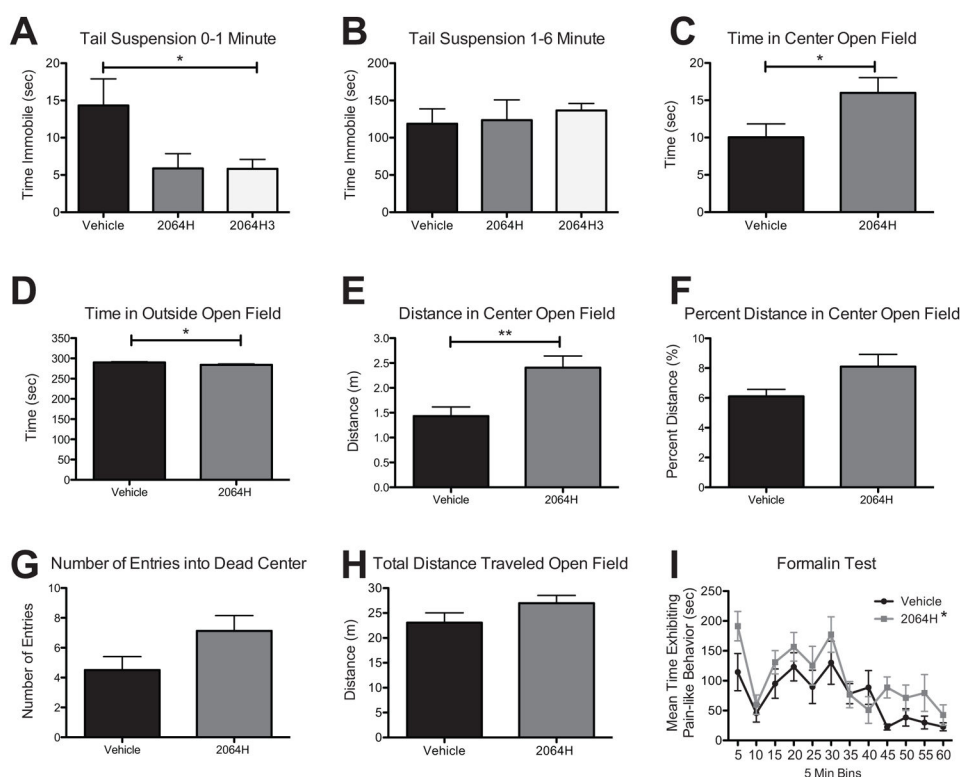 A
Tail Suspension 0-1 Minute
*
Time Immobile (sec)
20
15
10
5
0
Vehicle
2064H
2064H3
B
Tail Suspension 1-6 Minute
Time Immobile (sec)
200
150
100
50
0
Vehicle
2064H
2064H3
C
Time in Center Open Field
*
Time (sec)
20
15
10
5
0
Vehicle
2064H
D
Time in Outside Open Field
*
Time (sec)
350
300
250
200
150
100
50
0
Vehicle
2064H
E
Distance in Center Open Field
**
Distance (m)
3.0
2.5
2.0
1.5
1.0
0.5
0.0
Vehicle
2064H
F
Percent Distance in Center Open Field
Percent Distance (%)
10
8
6
4
2
0
Vehicle
2064H
G
Number of Entries into Dead Center
Number of Entries
10
8
6
4
2
0
Vehicle
2064H
H
Total Distance Traveled Open Field
Distance (m)
30
25
20
15
10
5
0
Vehicle
2064H
I
Formalin Test
Mean Time Exhibiting
Pain-like Behavior (sec)
250
200
150
100
50
0
Vehicle
2064H *
5 10 15 20 25 30 35 40 45 50 55 60
5 Min Bins